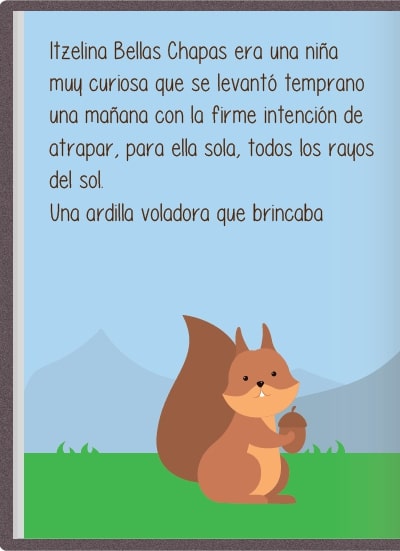 Itzelina Bellas Chapas era una niña
muy curiosa que se levantó temprano
una mañana con la firme intención de
atrapar, para ella sola, todos los rayos
del sol.
Una ardilla voladora que brincaba